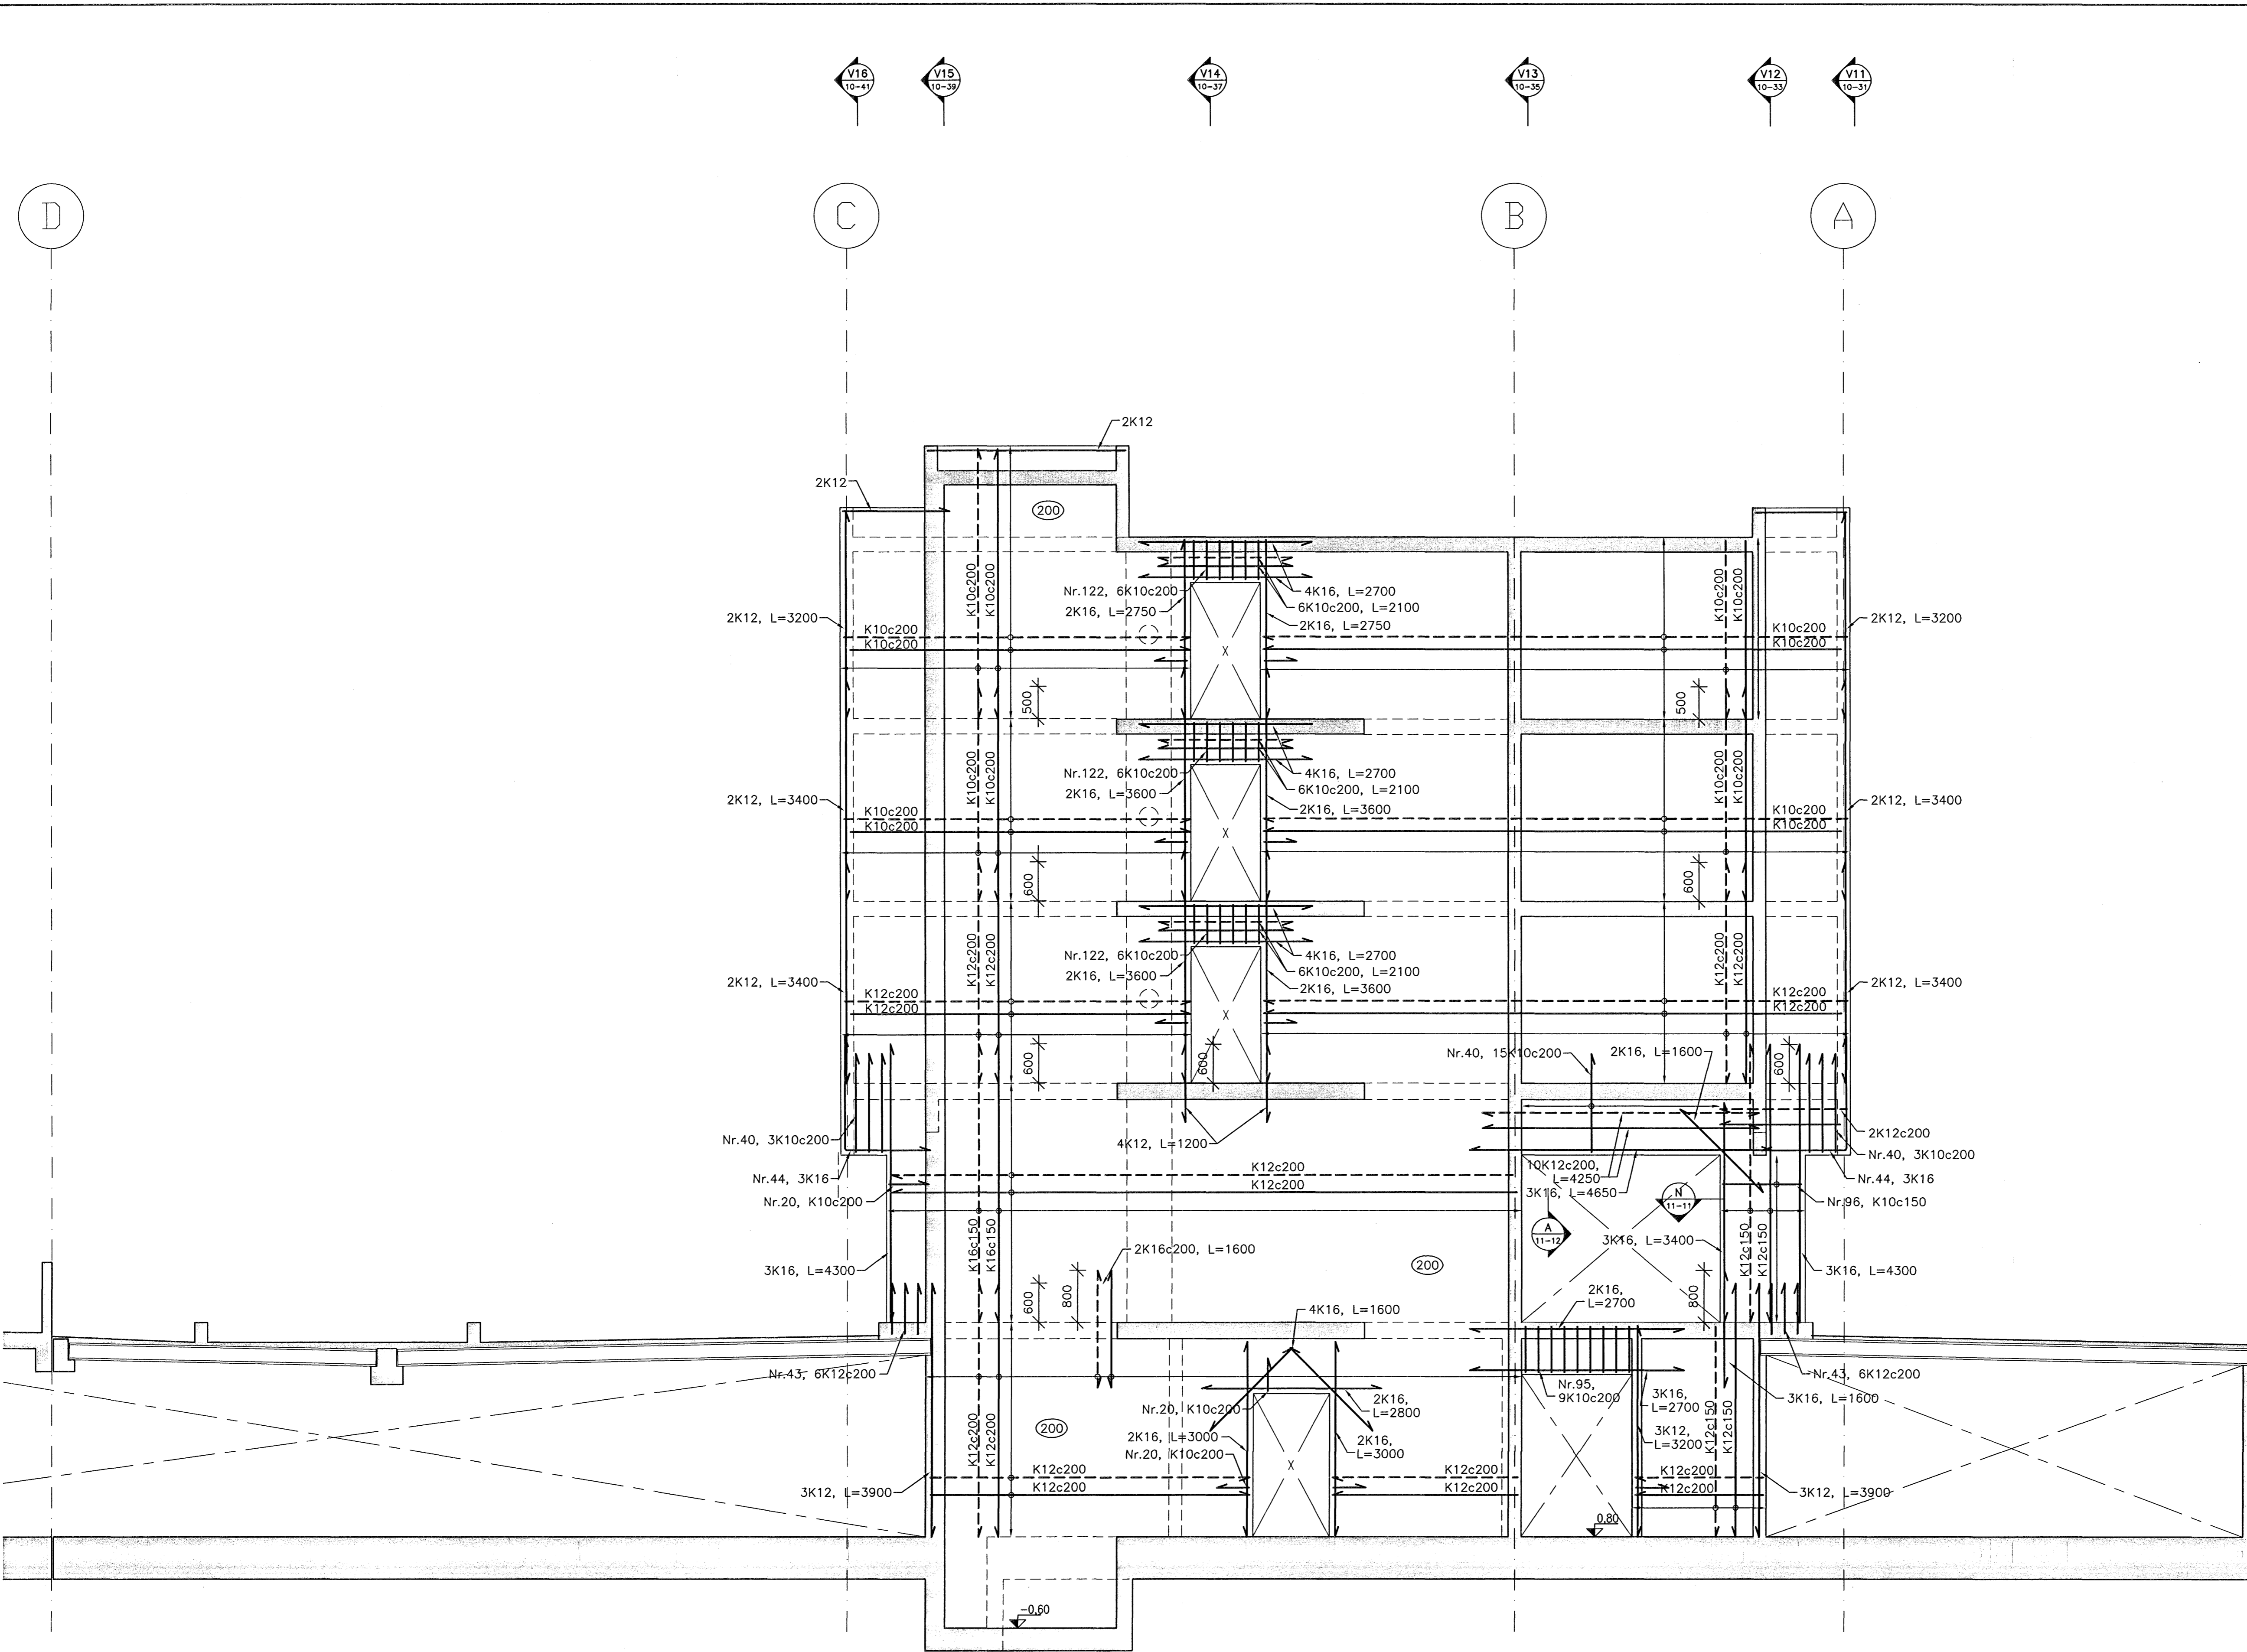 V16
10-41
V15
10-39
V14
10-37
V13
10-35
V12
10-33
V11
10-31
D
C
B
A
2K12
2K12
200
K10c200
K10c200
K10c200
K10c200
Nr.122, 6K10c200
2K16, L=2750
4K16, L=2700
6K10c200, L=2100
2K16, L=2750
2K12, L=3200
2K12, L=3200
K10c200
K10c200
K10c200
K10c200
X
500
500
K10c200
K10c200
K10c200
K10c200
Nr.122, 6K10c200
2K16, L=3600
4K16, L=2700
6K10c200, L=2100
2K16, L=3600
2K12, L=3400
2K12, L=3400
K10c200
K10c200
K10c200
K10c200
X
600
600
K12c200
K12c200
K12c200
K12c200
Nr.122, 6K10c200
2K16, L=3600
4K16, L=2700
6K10c200, L=2100
2K16, L=3600
2K12, L=3400
2K12, L=3400
K12c200
K12c200
K12c200
K12c200
X
600
600
600
Nr.40, 15K10c200
2K16, L=1600
Nr.40, 3K10c200
4K12, L=1200
2K12c200
Nr.40, 3K10c200
Nr.44, 3K16
Nr.20, K10c200
K12c200
K12c200
10K12c200,
L=4250
3K16, L=4650
Nr.44, 3K16
Nr.96, K10c150
N
11-11
A
11-12
K16c150
K16c150
2K16c200, L=1600
3K16, L=3400
K12c150
K12c150
3K16, L=4300
200
3K16, L=4300
600
800
2K16,
L=2700
800
4K16, L=1600
Nr.43, 6K12c200
Nr.43, 6K12c200
Nr.20, K10c200
2K16,
L=2800
Nr.95,
9K10c200
3K16,
L=2700
3K16, L=1600
200
K12c200
K12c200
2K16, L=3000
Nr.20, K10c200
2K16,
L=3000
3K12,
L=3200
K12c150
K12c150
K12c200
K12c200
K12c200
K12c200
K12c200
K12c200
X
3K12, L=3900
3K12, L=3900
0.80
-0.60